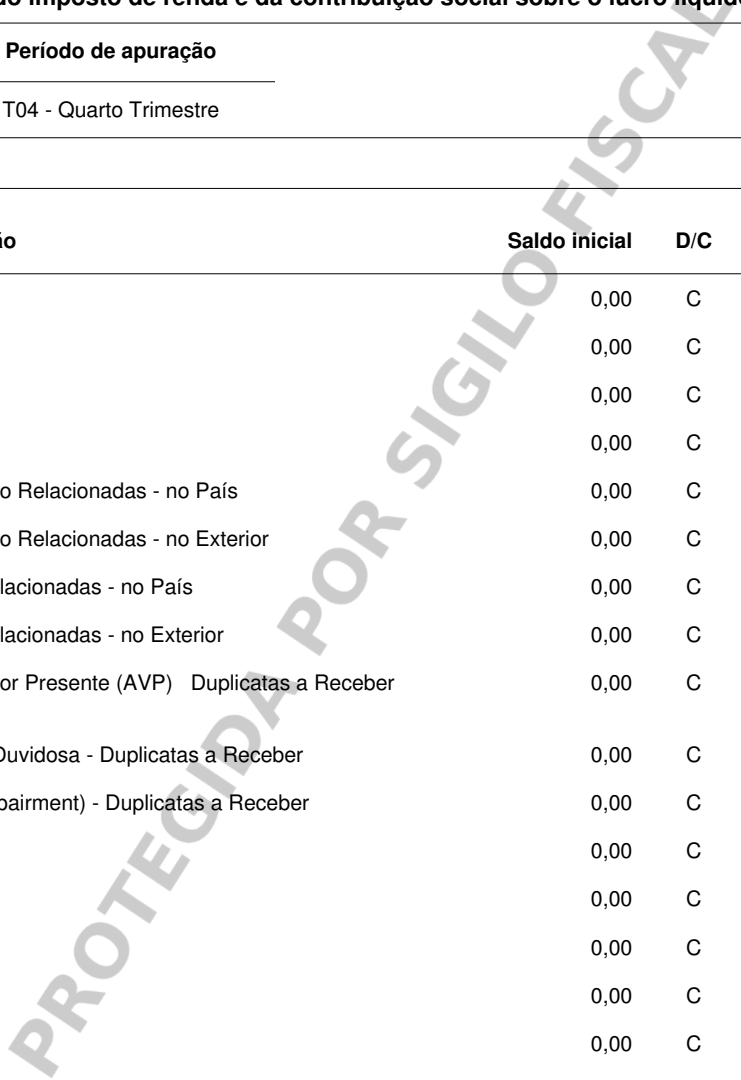 do imposto de renda e da contribuição social sobre o lucro líquido
Período de apuração
T04 - Quarto Trimestre
ão Saldo inicial D/C
0,00 C
0,00 C
0,00 C
0,00 C
o Relacionadas - no País 0,00 C
o Relacionadas - no Exterior 0,00 C
lacionadas - no País 0,00 C
lacionadas - no Exterior 0,00 C
or Presente (AVP) Duplicatas a Receber 0,00 C
Duvidosa - Duplicatas a Receber 0,00 C
pairment) - Duplicatas a Receber 0,00 C
0,00 C
0,00 C
0,00 C
0,00 C
0,00 C
PROTEGIDA POR SIGILO FISCAL